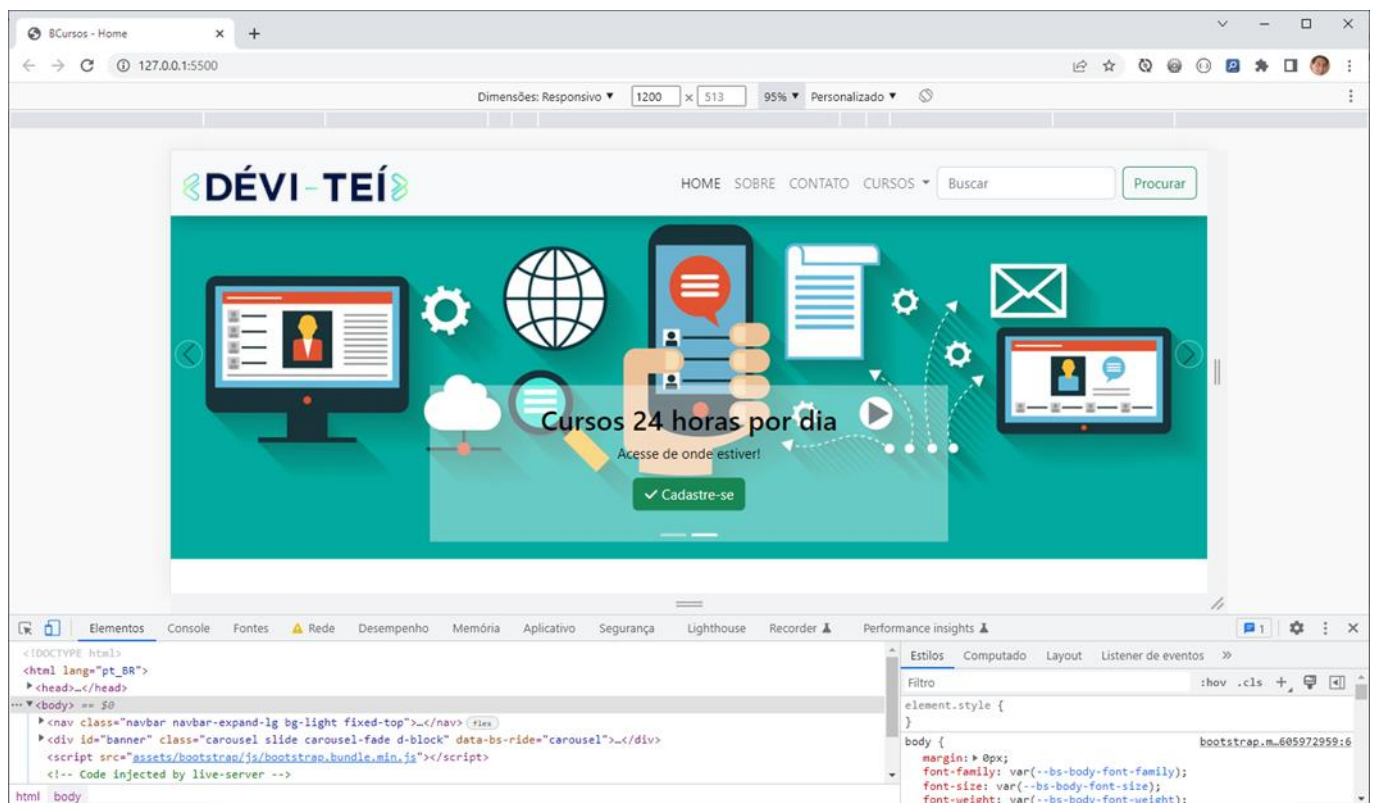 BCursos - Home
127.0.0.1:5500
Dimensões: Responsivo ▼ 1200 × 513 95% ▼ Personalizado ▼
DÉVI-TEÍ
HOME SOBRE CONTATO CURSOS Buscar Procurar
Cursos 24 horas por dia
Acesse de onde estiver!
Cadastre-se
Elementos Console Fontes Rede Desempenho Memória Aplicativo Segurança Lighthouse Recorder Performance insights 1
<!DOCTYPE html>
<html lang="pt_BR">
<head>…</head>
<body> == $0
<nav class="navbar navbar-expand-lg bg-light fixed-top">…</nav> flex
<div id="banner" class="carousel slide carousel-fade d-block" data-bs-ride="carousel">…</div>
<script src="assets/bootstrap/js/bootstrap.bundle.min.js"></script>
<!-- Code injected by live-server -->
html body
Estilos Computado Layout Listener de eventos »
Filtro :hov .cls +
element.style {
}
body { bootstrap.m…605972959:6
margin: ▶ 0px;
font-family: var(--bs-body-font-family);
font-size: var(--bs-body-font-size);
font-weight: var(--bs-body-font-weight);